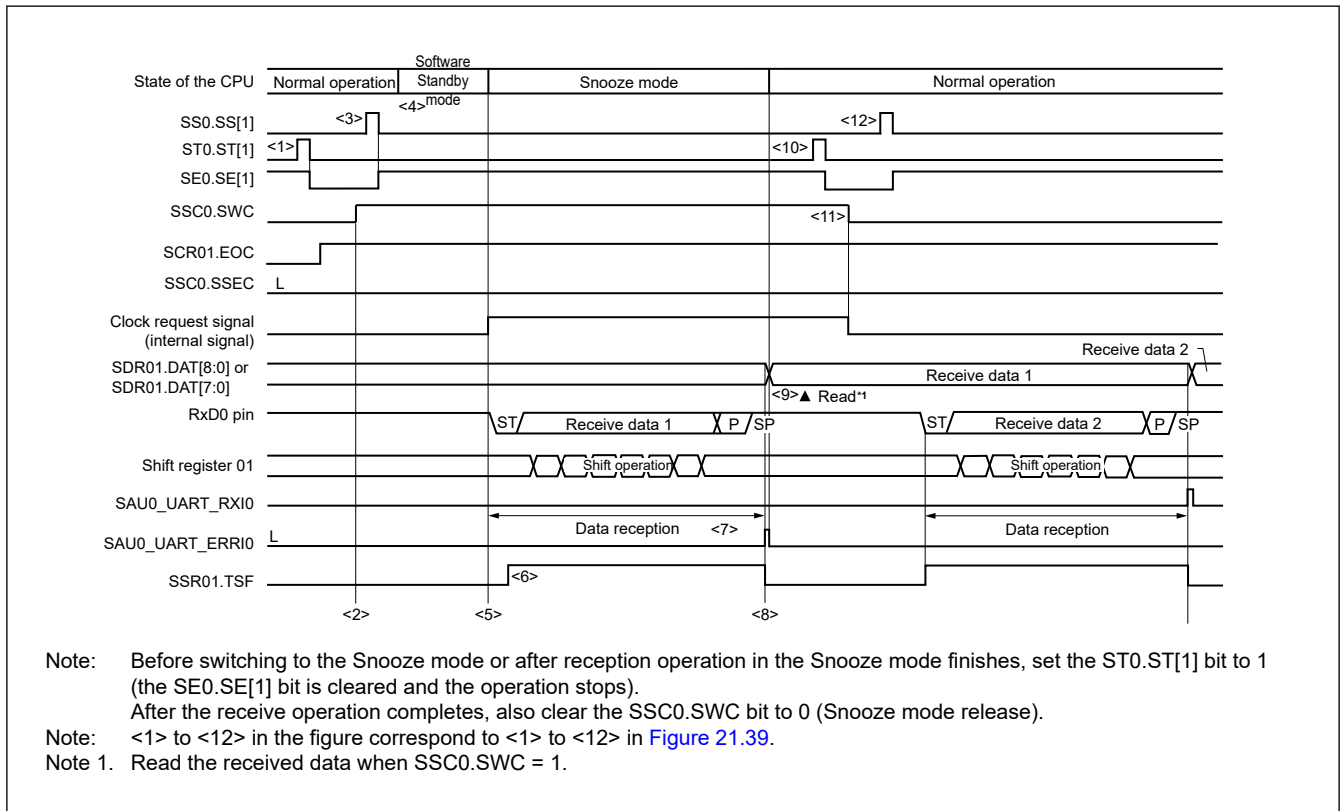 Software
State of the CPU Normal operation Standby Snooze mode Normal operation
<4> mode
SS0.SS[1] <3> <12>
ST0.ST[1] <1> <10>
SE0.SE[1]
SSC0.SWC <11>
SCR01.EOC
SSC0.SSEC L
Clock request signal
(internal signal)
Receive data 2
SDR01.DAT[8:0] or
SDR01.DAT[7:0] Receive data 1
<9>▲ Read*1
RxD0 pin ST Receive data 1 P SP ST Receive data 2 P SP
Shift register 01 Shift operation Shift operation
SAU0_UART_RXI0
Data reception <7> Data reception
SAU0_UART_ERRI0 L
SSR01.TSF <6>
<2> <5> <8>
Note: Before switching to the Snooze mode or after reception operation in the Snooze mode finishes, set the ST0.ST[1] bit to 1
(the SE0.SE[1] bit is cleared and the operation stops).
After the receive operation completes, also clear the SSC0.SWC bit to 0 (Snooze mode release).
Note: <1> to <12> in the figure correspond to <1> to <12> in Figure 21.39.
Note 1. Read the received data when SSC0.SWC = 1.